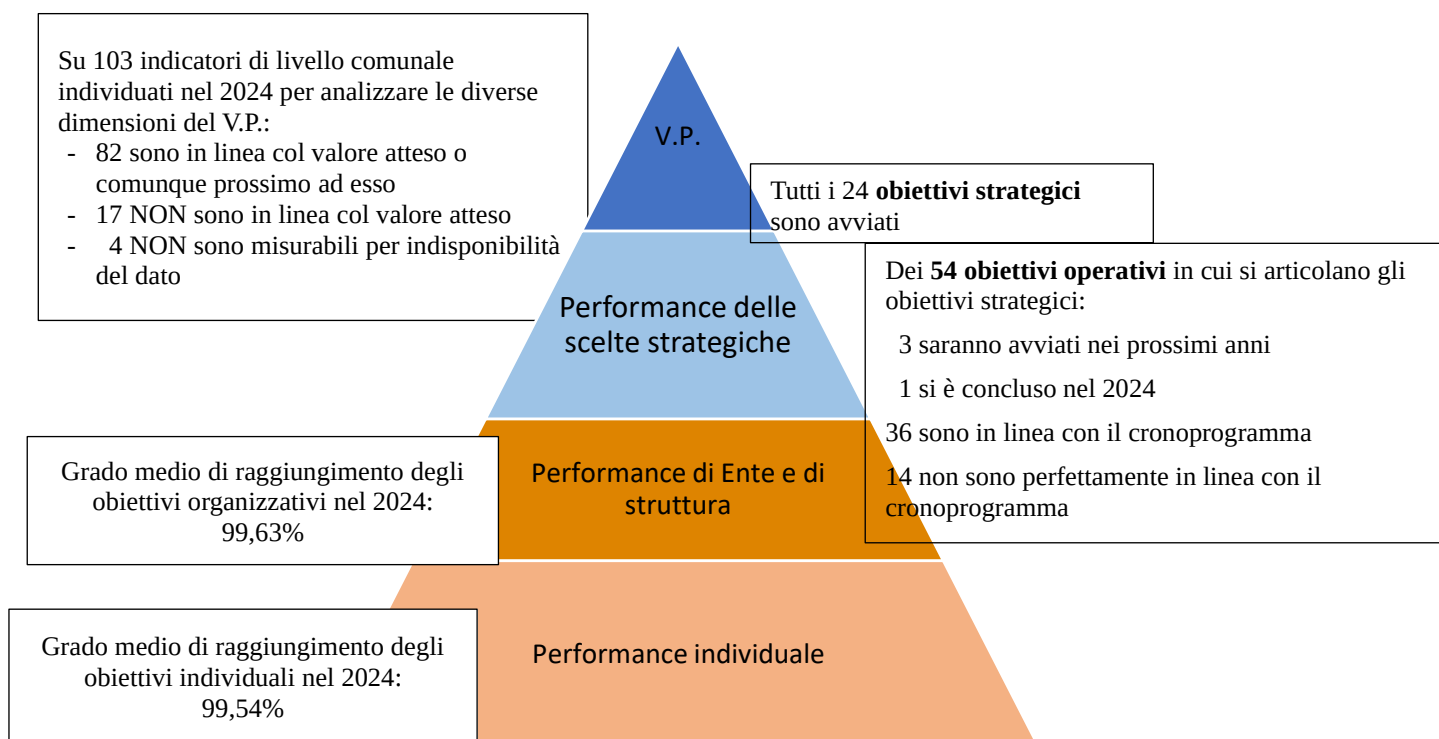 Su 103 indicatori di livello comunale
individuati nel 2024 per analizzare le diverse
dimensioni del V.P.:
- 82 sono in linea col valore atteso o
comunque prossimo ad esso
- 17 NON sono in linea col valore atteso
- 4 NON sono misurabili per indisponibilità
del dato
V.P.
Tutti i 24 obiettivi strategici
sono avviati
Performance delle
scelte strategiche
Dei 54 obiettivi operativi in cui si articolano gli
obiettivi strategici:
3 saranno avviati nei prossimi anni
1 si è concluso nel 2024
36 sono in linea con il cronoprogramma
14 non sono perfettamente in linea con il
cronoprogramma
Grado medio di raggiungimento degli
obiettivi organizzativi nel 2024:
99,63%
Performance di Ente e di
struttura
Grado medio di raggiungimento degli
obiettivi individuali nel 2024:
99,54%
Performance individuale